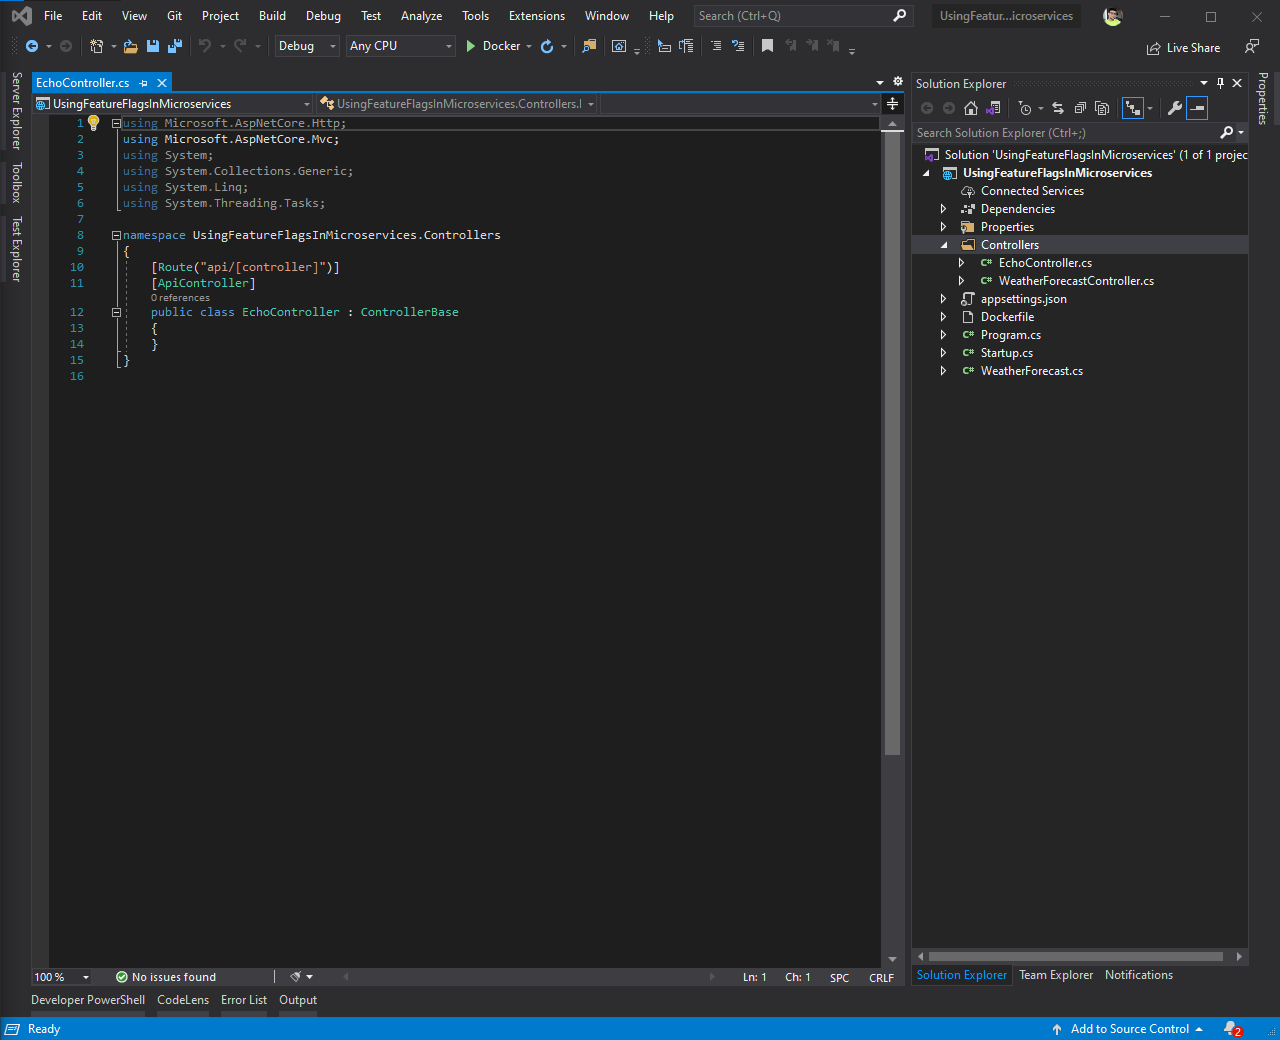 File Edit View Git Project Build Debug Test Analyze Tools Extensions Window Help Search (Ctrl+Q) UsingFeatur...icroservices
Debug Any CPU Docker Live Share
Server Explorer
Toolbox
Test Explorer
EchoController.cs
UsingFeatureFlagsInMicroservices UsingFeatureFlagsInMicroservices.Controllers.
1 using Microsoft.AspNetCore.Http;
2 using Microsoft.AspNetCore.Mvc;
3 using System;
4 using System.Collections.Generic;
5 using System.Linq;
6 using System.Threading.Tasks;
7
8 namespace UsingFeatureFlagsInMicroservices.Controllers
9 {
10 [Route("api/[controller]")]
11 [ApiController]
0 references
12 public class EchoController : ControllerBase
13 {
14 }
15 }
16
100 % No issues found Ln: 1 Ch: 1 SPC CRLF
Developer PowerShell CodeLens Error List Output
Solution Explorer
Search Solution Explorer (Ctrl+;)
Solution 'UsingFeatureFlagsInMicroservices' (1 of 1 projec
UsingFeatureFlagsInMicroservices
Connected Services
Dependencies
Properties
Controllers
C# EchoController.cs
C# WeatherForecastController.cs
appsettings.json
Dockerfile
C# Program.cs
C# Startup.cs
C# WeatherForecast.cs
Solution Explorer Team Explorer Notifications
Properties
Ready Add to Source Control 2